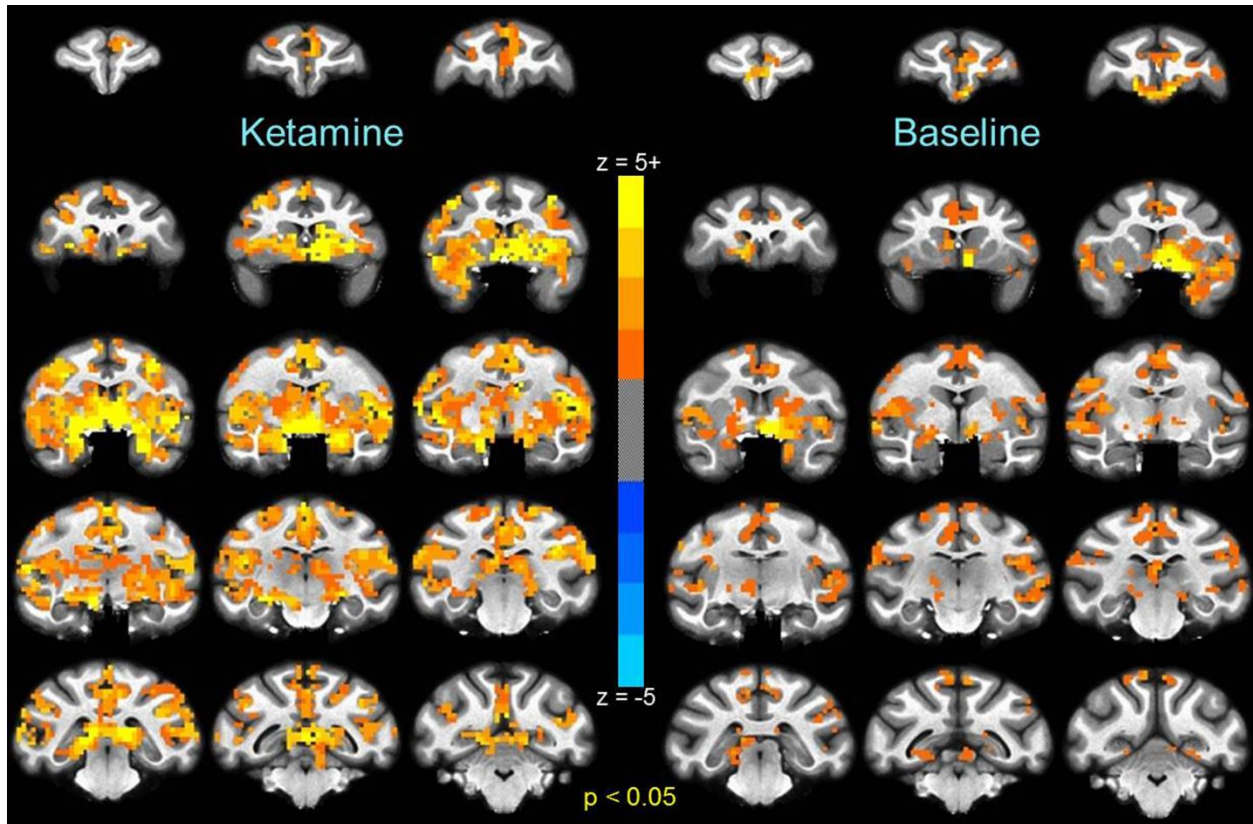 Ketamine
Baseline
z = 5+
z = -5
p < 0.05